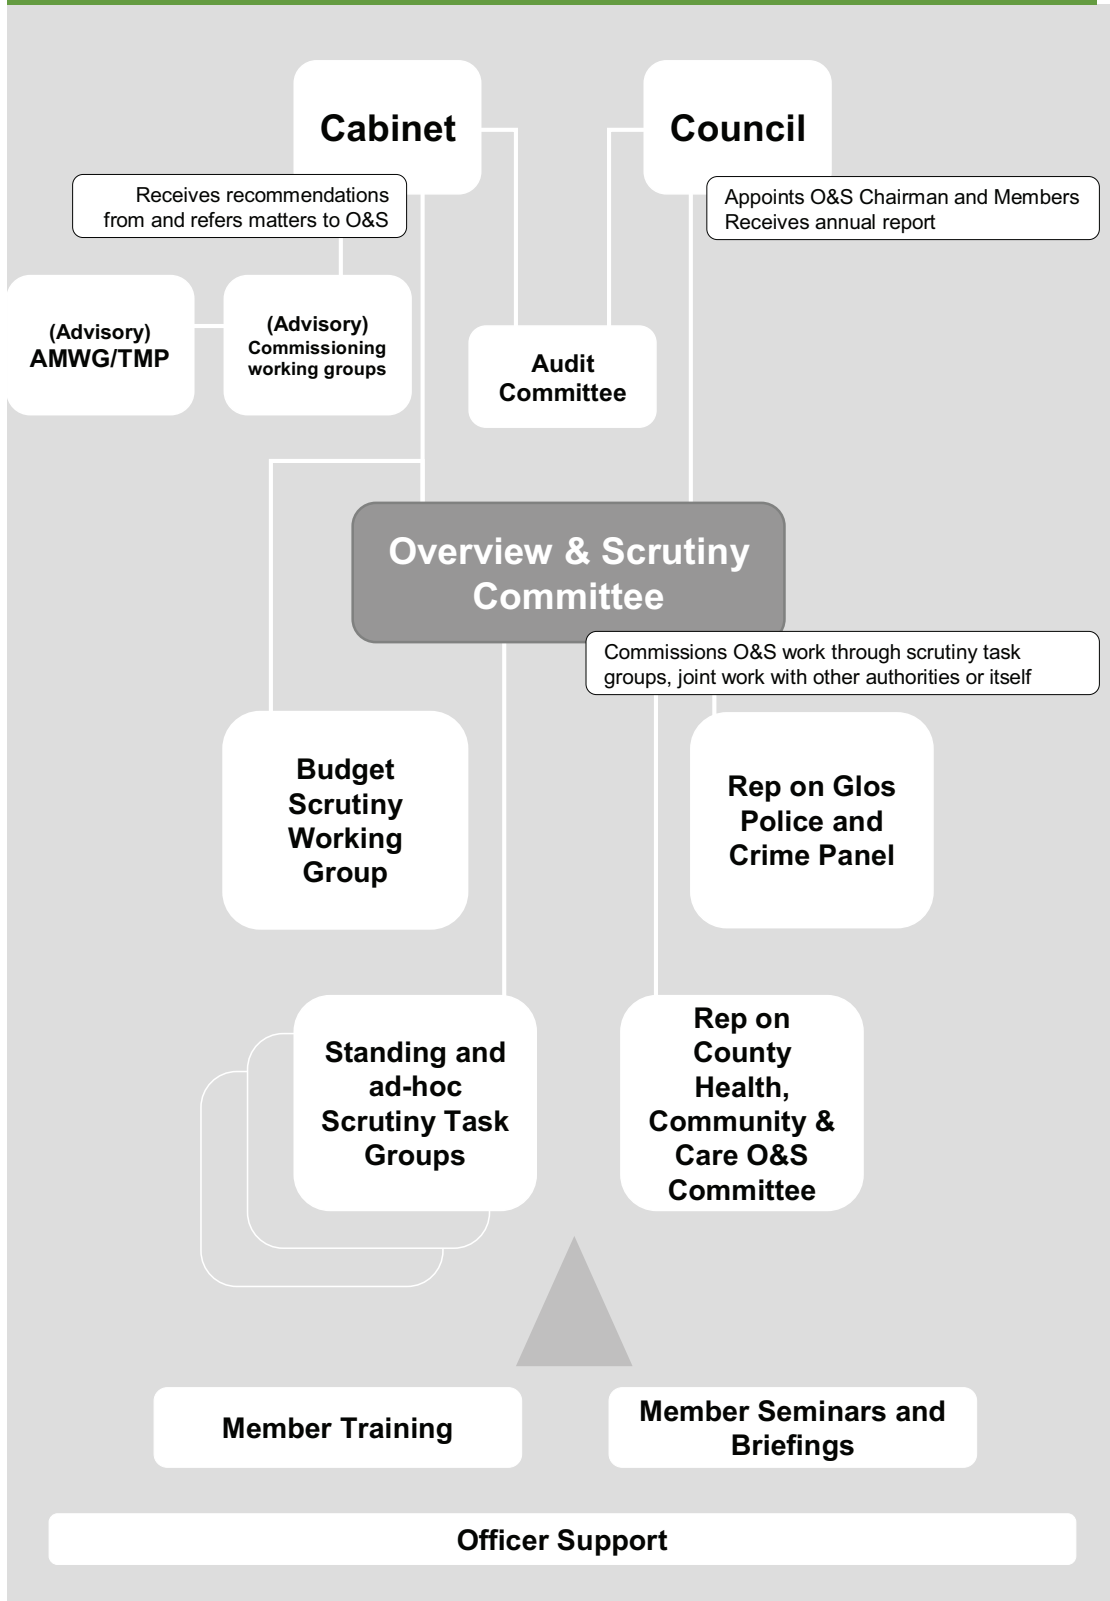 Cabinet
Council
Receives recommendations
from and refers matters to O&S
Appoints O&S Chairman and Members
Receives annual report
(Advisory)
AMWG/TMP
(Advisory)
Commissioning
working groups
Audit
Committee
Overview & Scrutiny
Committee
Commissions O&S work through scrutiny task
groups, joint work with other authorities or itself
Budget
Scrutiny
Working
Group
Rep on Glos
Police and
Crime Panel
Standing and
ad-hoc
Scrutiny Task
Groups
Rep on
County
Health,
Community &
Care O&S
Committee
Member Training
Member Seminars and
Briefings
Officer Support